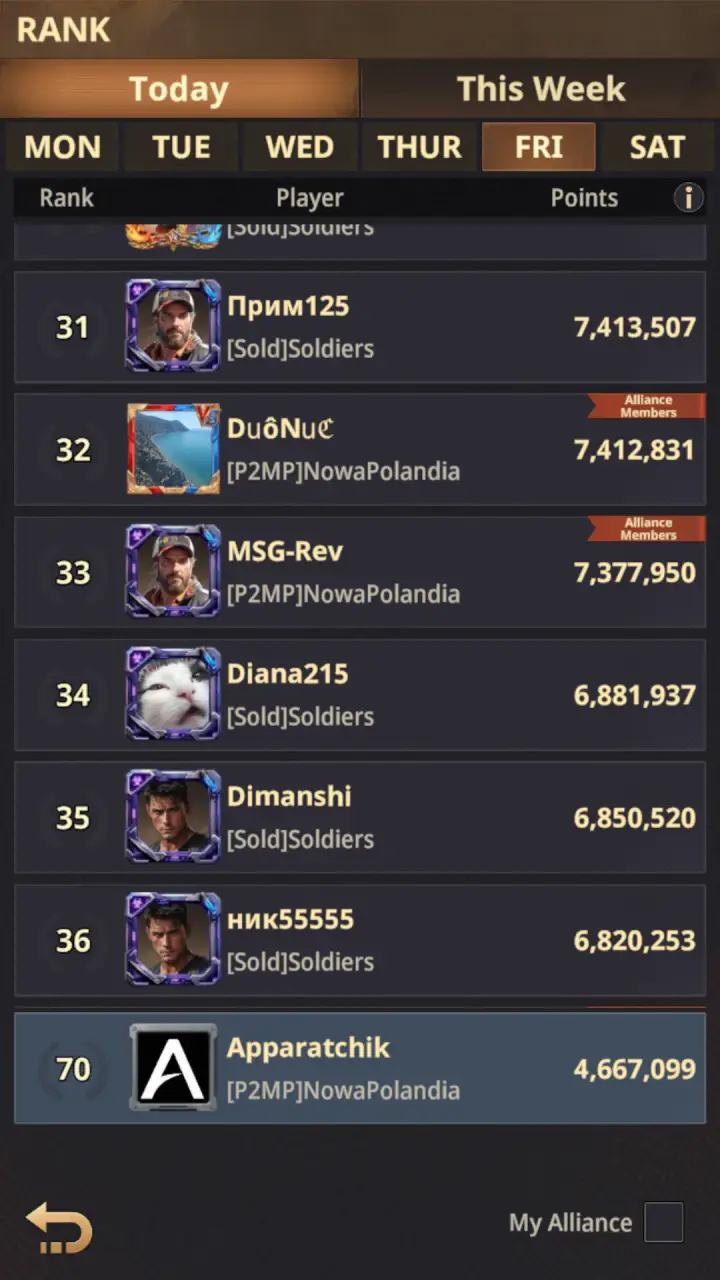 RANK
Today
This Week
MON
TUE
WED
THUR
FRI
SAT
Rank
Player
Points
[Sold]Soldiers
31
Прим125
[Sold]Soldiers
7,413,507
32
DuôNuℭ
[P2MP]NowaPolandia
Alliance
Members
7,412,831
33
MSG-Rev
[P2MP]NowaPolandia
Alliance
Members
7,377,950
34
Diana215
[Sold]Soldiers
6,881,937
35
Dimanshi
[Sold]Soldiers
6,850,520
36
ник55555
[Sold]Soldiers
6,820,253
70
Apparatchik
[P2MP]NowaPolandia
4,667,099
My Alliance